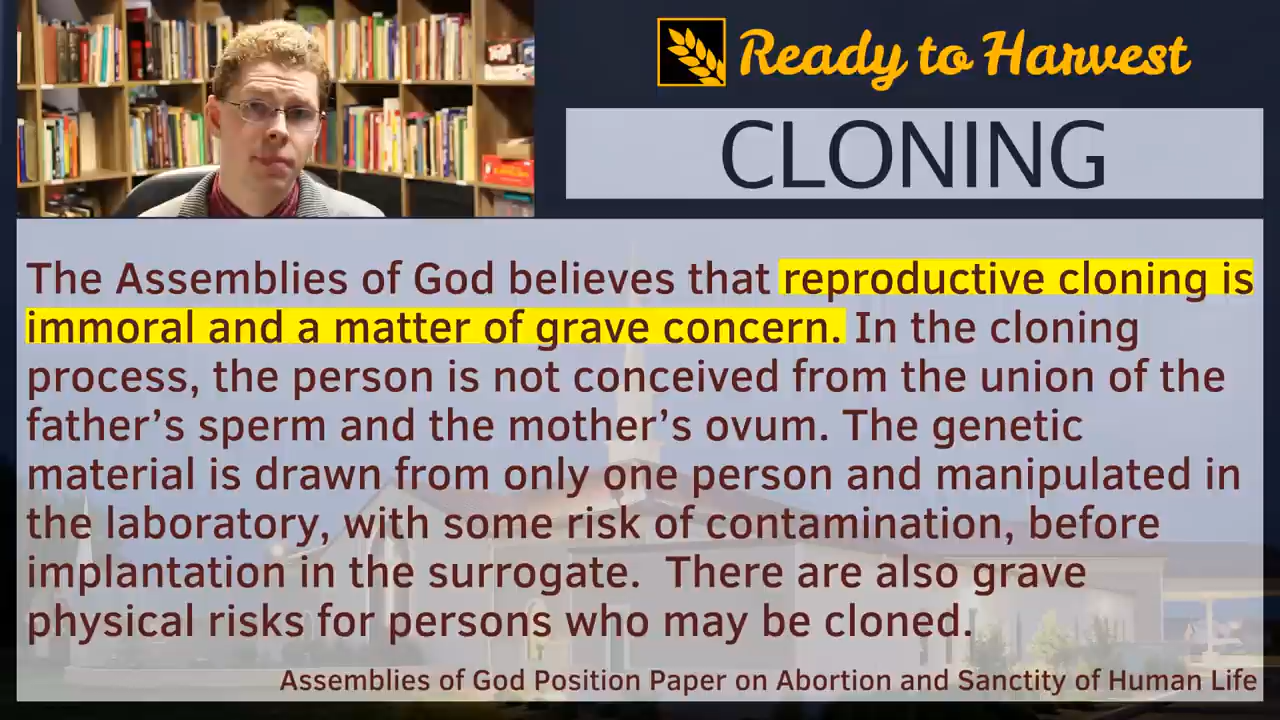 Ready to Harvest
CLONING
The Assemblies of God believes that reproductive cloning is
immoral and a matter of grave concern. In the cloning
process, the person is not conceived from the union of the
father’s sperm and the mother’s ovum. The genetic
material is drawn from only one person and manipulated in
the laboratory, with some risk of contamination, before
implantation in the surrogate.  There are also grave
physical risks for persons who may be cloned.
Assemblies of God Position Paper on Abortion and Sanctity of Human Life